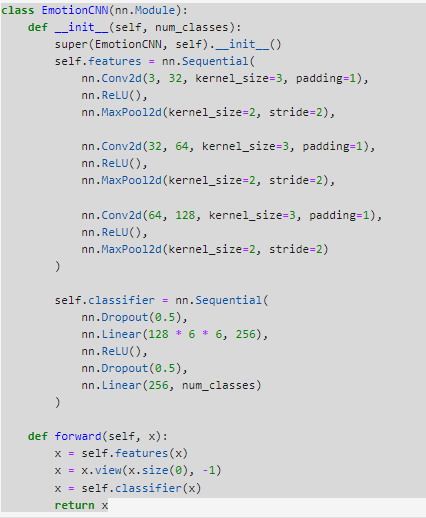 class EmotionCNN(nn.Module):
    def __init__(self, num_classes):
        super(EmotionCNN, self).__init__()
        self.features = nn.Sequential(
            nn.Conv2d(3, 32, kernel_size=3, padding=1),
            nn.ReLU(),
            nn.MaxPool2d(kernel_size=2, stride=2),

            nn.Conv2d(32, 64, kernel_size=3, padding=1),
            nn.ReLU(),
            nn.MaxPool2d(kernel_size=2, stride=2),

            nn.Conv2d(64, 128, kernel_size=3, padding=1),
            nn.ReLU(),
            nn.MaxPool2d(kernel_size=2, stride=2)
        )

        self.classifier = nn.Sequential(
            nn.Dropout(0.5),
            nn.Linear(128 * 6 * 6, 256),
            nn.ReLU(),
            nn.Dropout(0.5),
            nn.Linear(256, num_classes)
        )

    def forward(self, x):
        x = self.features(x)
        x = x.view(x.size(0), -1)
        x = self.classifier(x)
        return x